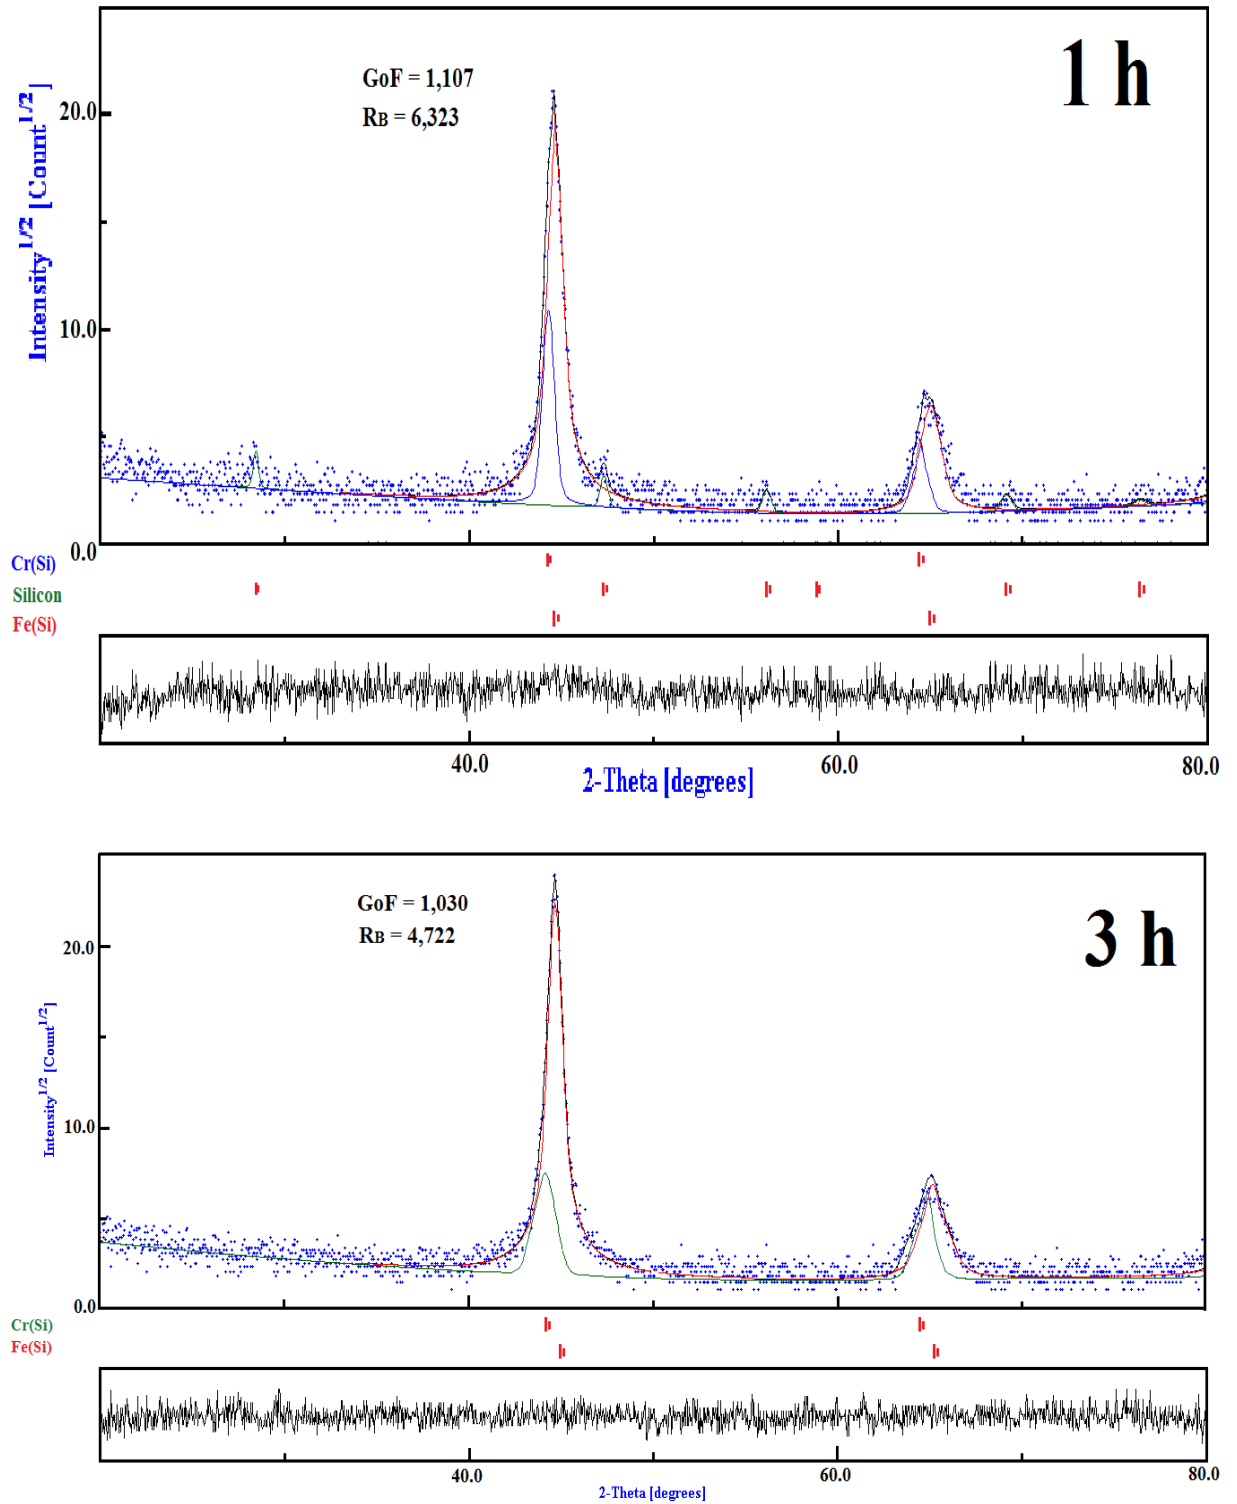 1 h
GoF = 1,107
RB = 6,323
Intensity1/2 [Count1/2]
20.0
10.0
0.0
Cr(Si)
Silicon
Fe(Si)
40.0 60.0 80.0
2-Theta [degrees]
3 h
GoF = 1,030
RB = 4,722
Intensity1/2 [Count1/2]
20.0
10.0
0.0
Cr(Si)
Fe(Si)
40.0 60.0 80.0
2-Theta [degrees]